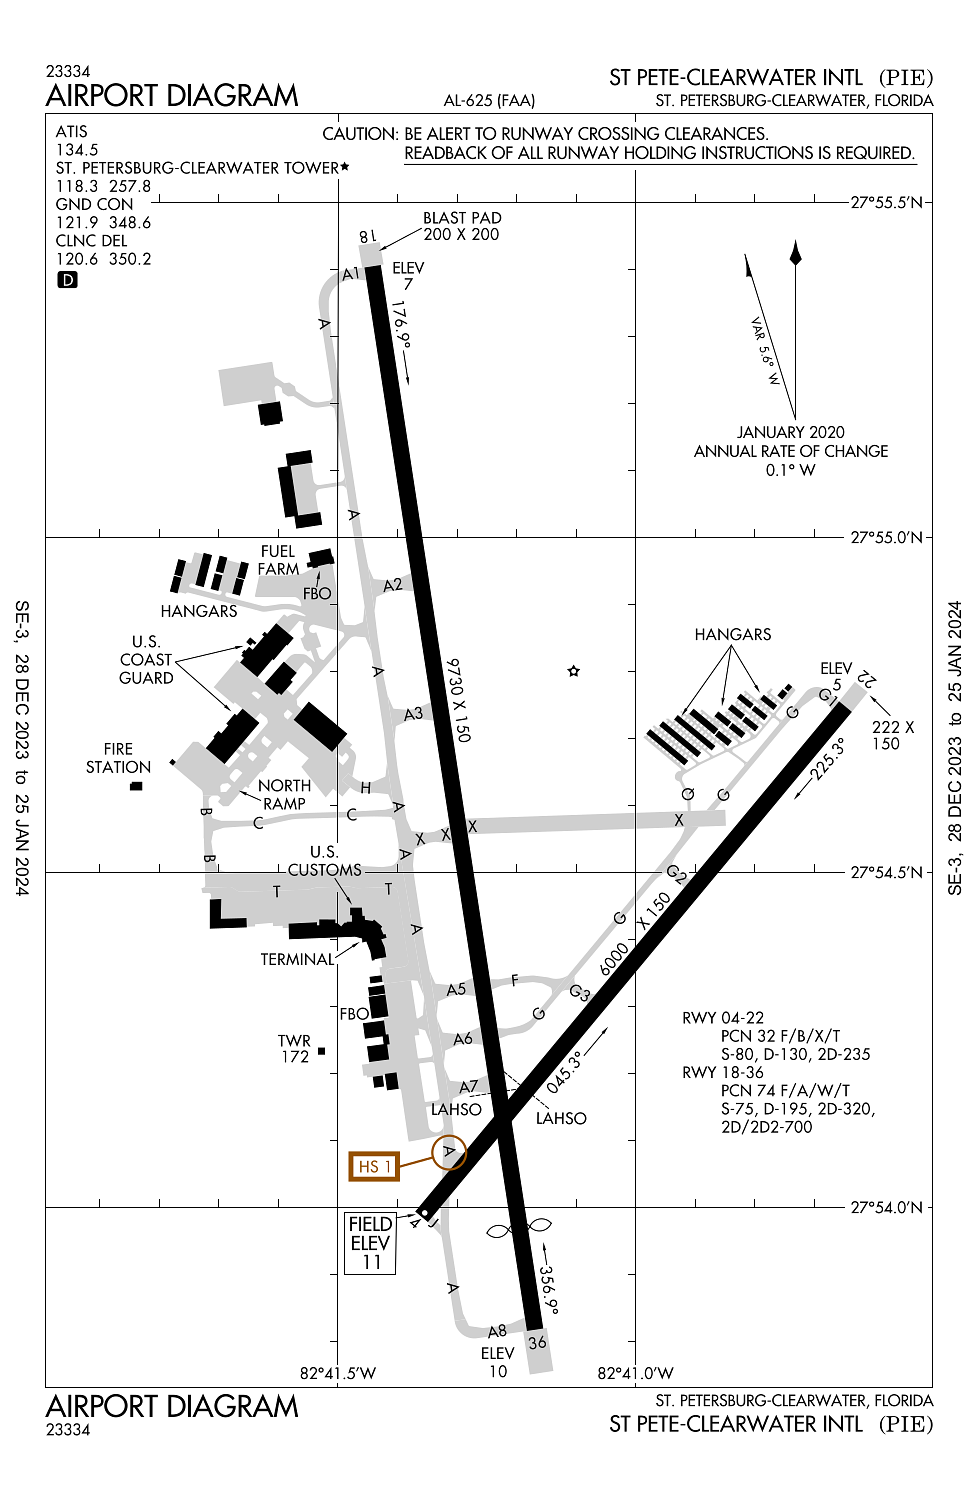 23334
AIRPORT DIAGRAM
AL-625 (FAA)
ST PETE-CLEARWATER INTL (PIE)
ST. PETERSBURG-CLEARWATER, FLORIDA
ATIS
134.5
ST. PETERSBURG-CLEARWATER TOWER★
118.3 257.8
GND CON
121.9 348.6
CLNC DEL
120.6 350.2
D
CAUTION: BE ALERT TO RUNWAY CROSSING CLEARANCES.
READBACK OF ALL RUNWAY HOLDING INSTRUCTIONS IS REQUIRED.
27°55.5'N
BLAST PAD
200 X 200
18
A1
ELEV
7
A
176.9°
VAR 5.6° W
JANUARY 2020
ANNUAL RATE OF CHANGE
0.1° W
A
27°55.0'N
FUEL
FARM
FBO
A2
HANGARS
U.S.
COAST
GUARD
A
9730 X 150
HANGARS
ELEV
5
22
G1
G
A3
222 X
150
225.3°
FIRE
STATION
NORTH
RAMP
H
A
Q
G
B
C
C
X
X
X
X
B
A
U.S.
CUSTOMS
27°54.5'N
T
T
G2
A
G
6000 X 150
TERMINAL
A5
F
G3
FBO
G
TWR
172
A6
A7
045.3°
LAHSO
LAHSO
RWY 04-22
PCN 32 F/B/X/T
S-80, D-130, 2D-235
RWY 18-36
PCN 74 F/A/W/T
S-75, D-195, 2D-320,
2D/2D2-700
A
HS 1
27°54.0'N
4
J
FIELD
ELEV
11
A
356.9°
A8
36
ELEV
10
82°41.5'W
82°41.0'W
SE-3, 28 DEC 2023 to 25 JAN 2024
SE-3, 28 DEC 2023 to 25 JAN 2024
AIRPORT DIAGRAM
23334
ST. PETERSBURG-CLEARWATER, FLORIDA
ST PETE-CLEARWATER INTL (PIE)